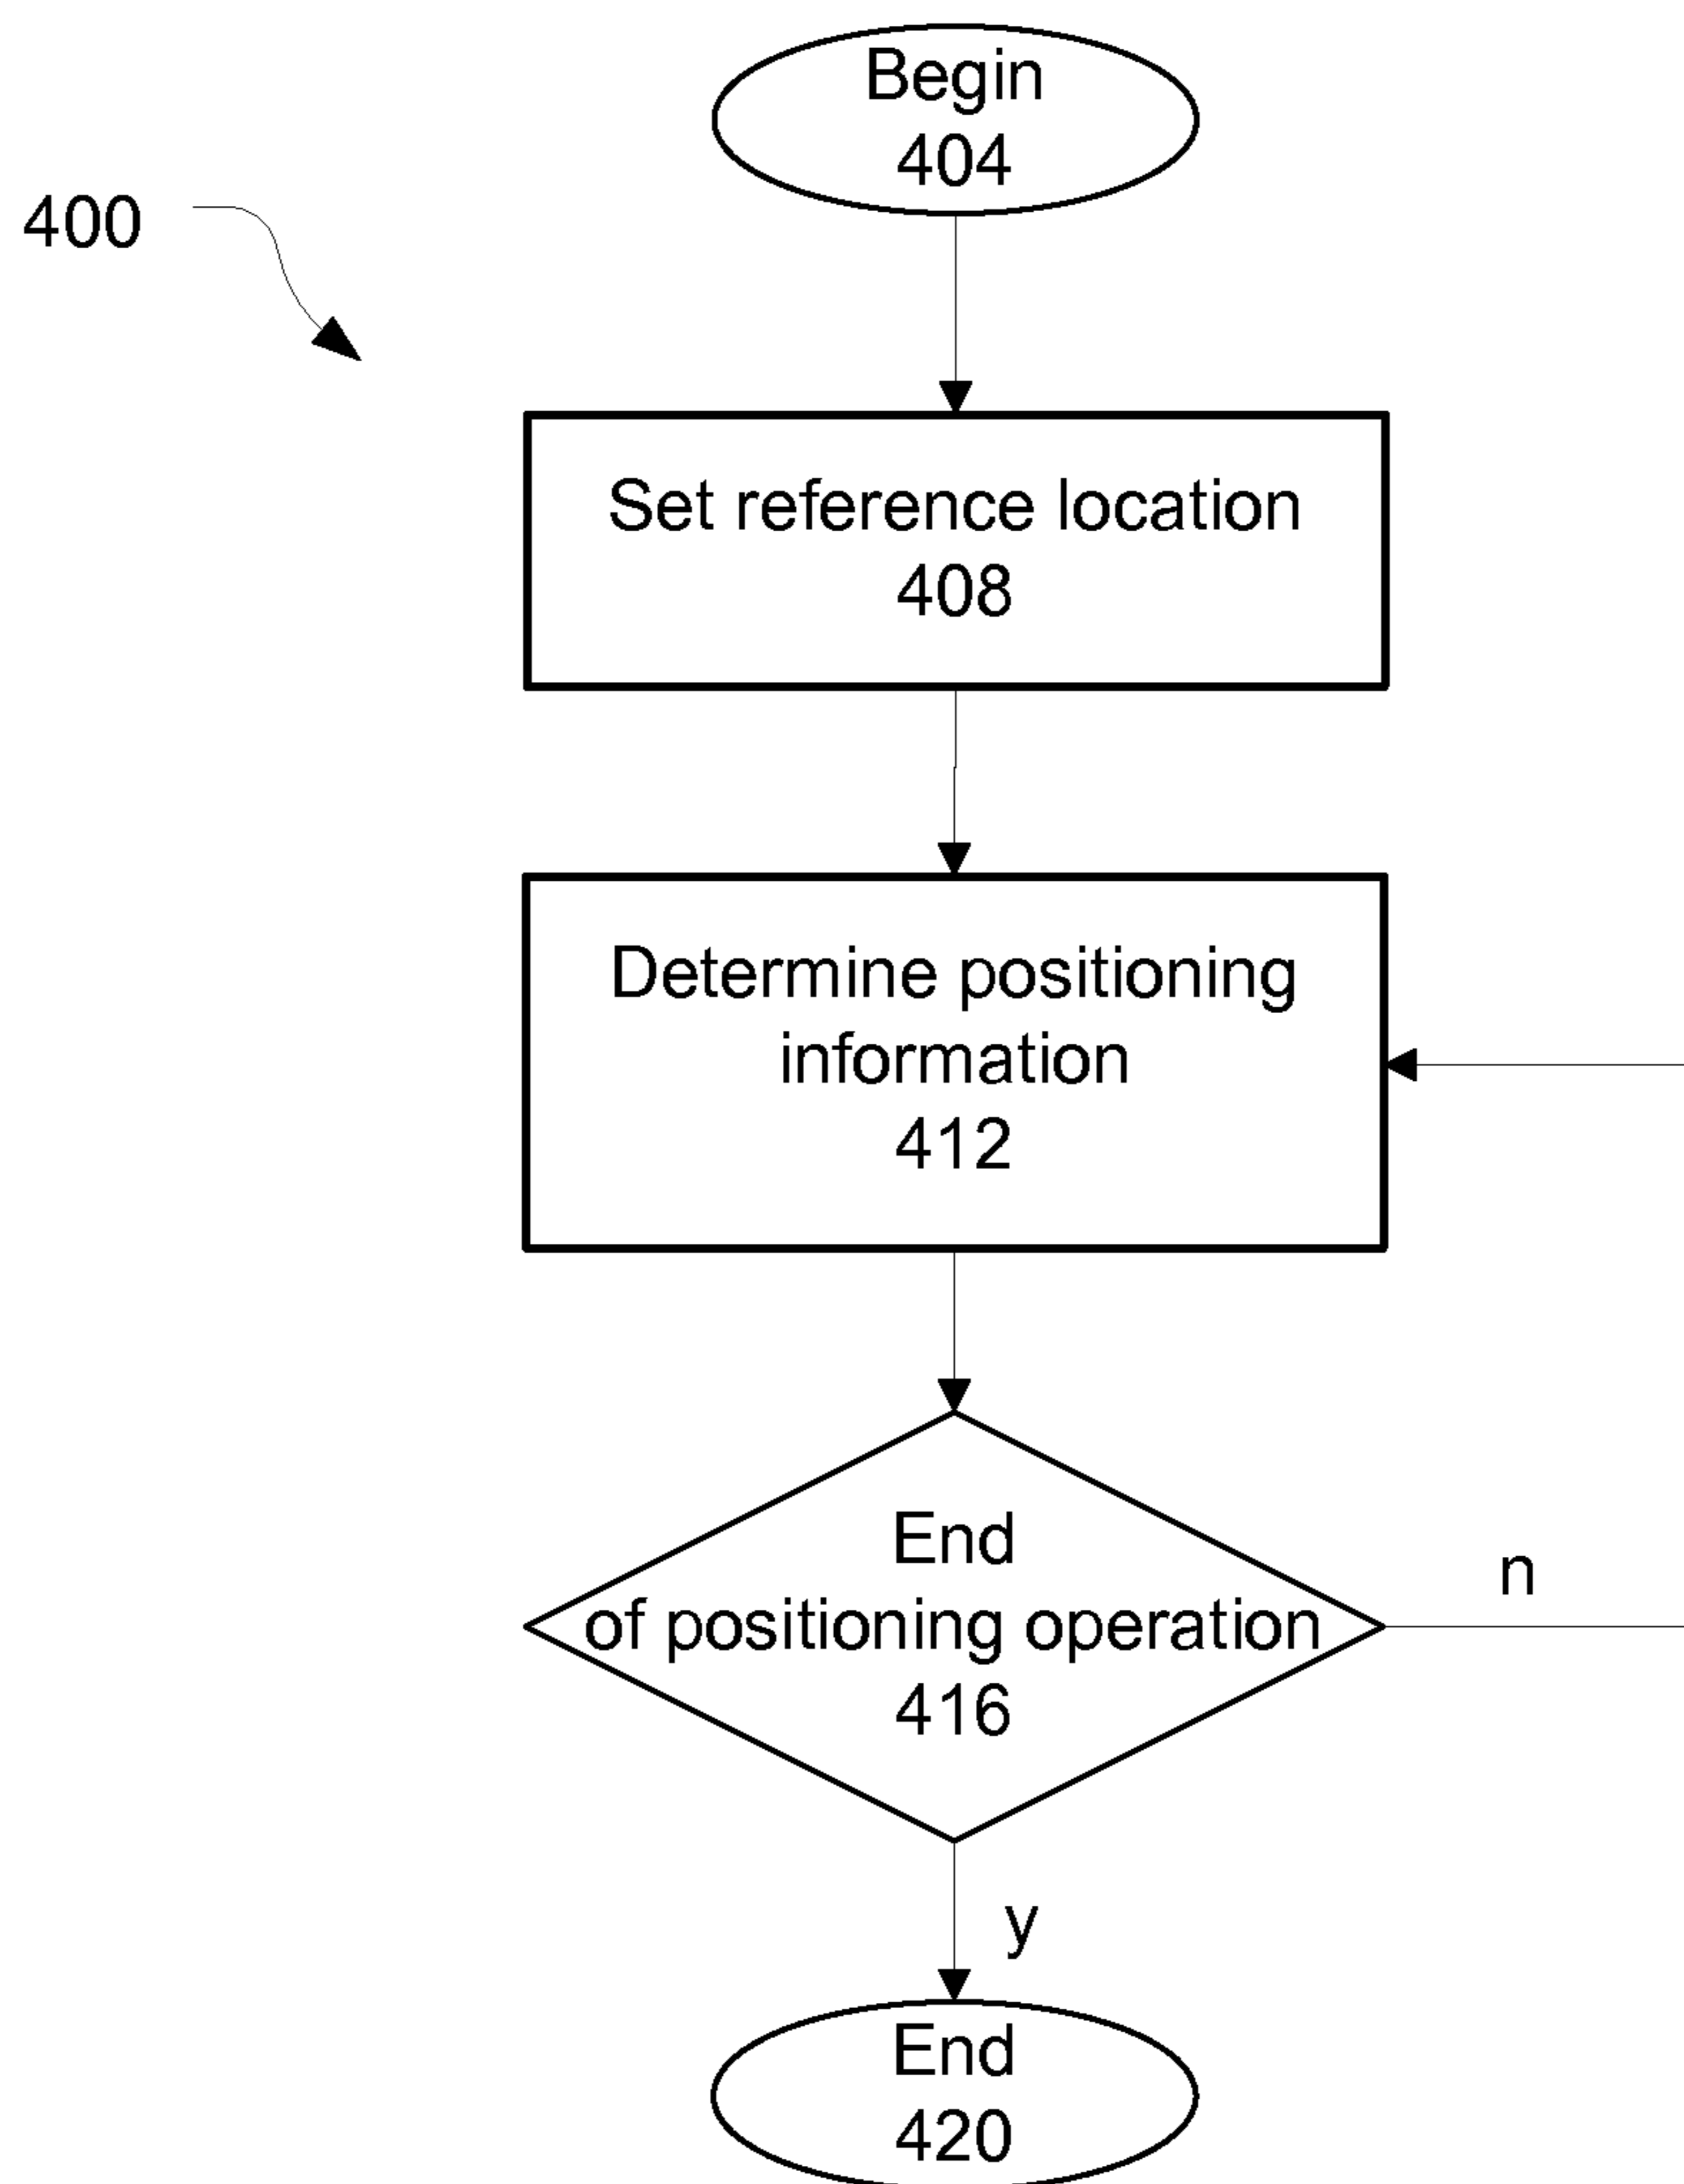 Begin
404
400
Set reference location
408
Determine positioning
information
412
End
of positioning operation
416
n
y
End
420